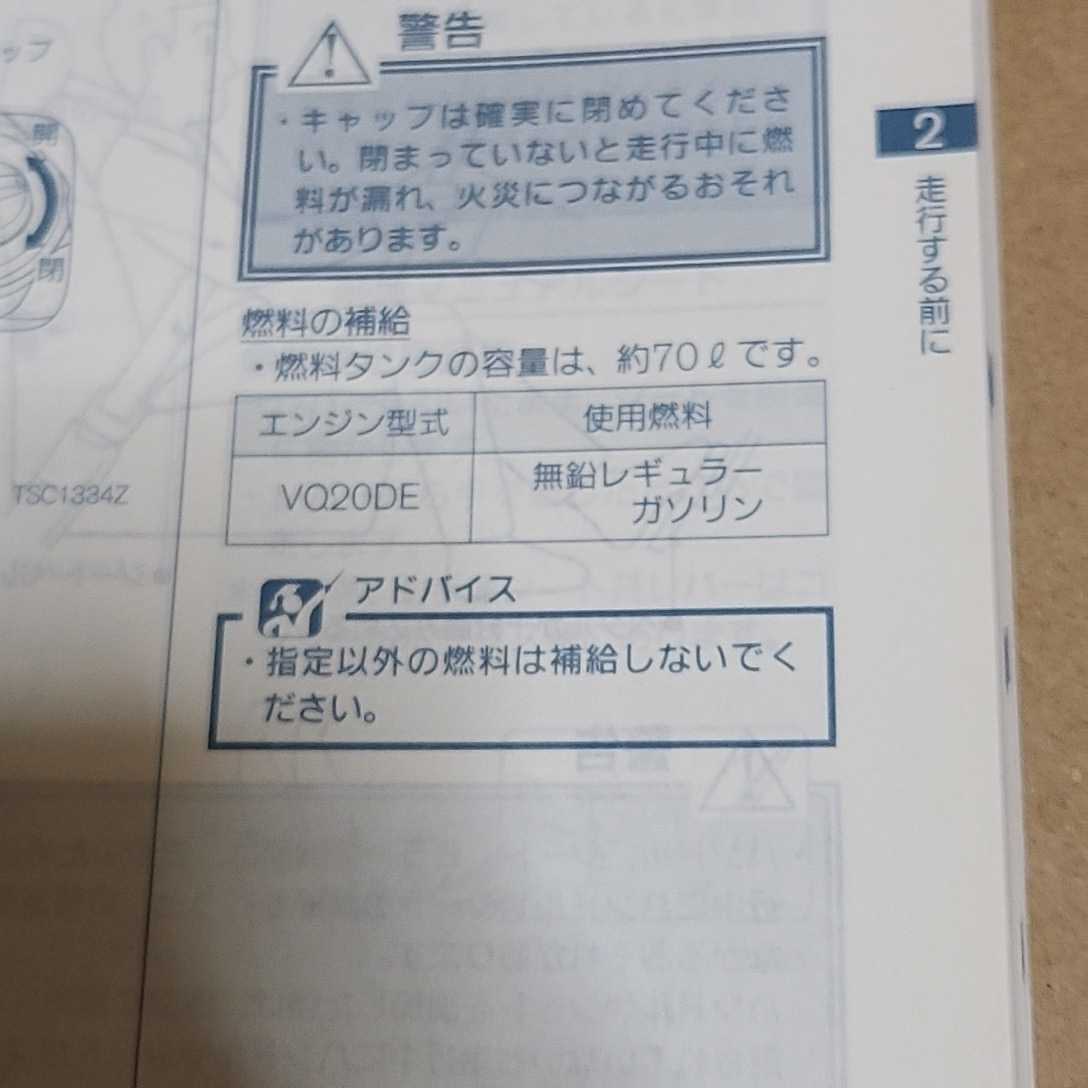 ップ
開
閉
TSC1334Z
警告
・キャップは確実に閉めてくださ
い。閉まっていないと走行中に燃
料が漏れ、火災につながるおそれ
があります。
燃料の補給
・燃料タンクの容量は、約70ℓです。
エンジン型式 使用燃料
VQ20DE 無鉛レギュラー
ガソリン
アドバイス
・指定以外の燃料は補給しないでく
ださい。
2
走行する前に